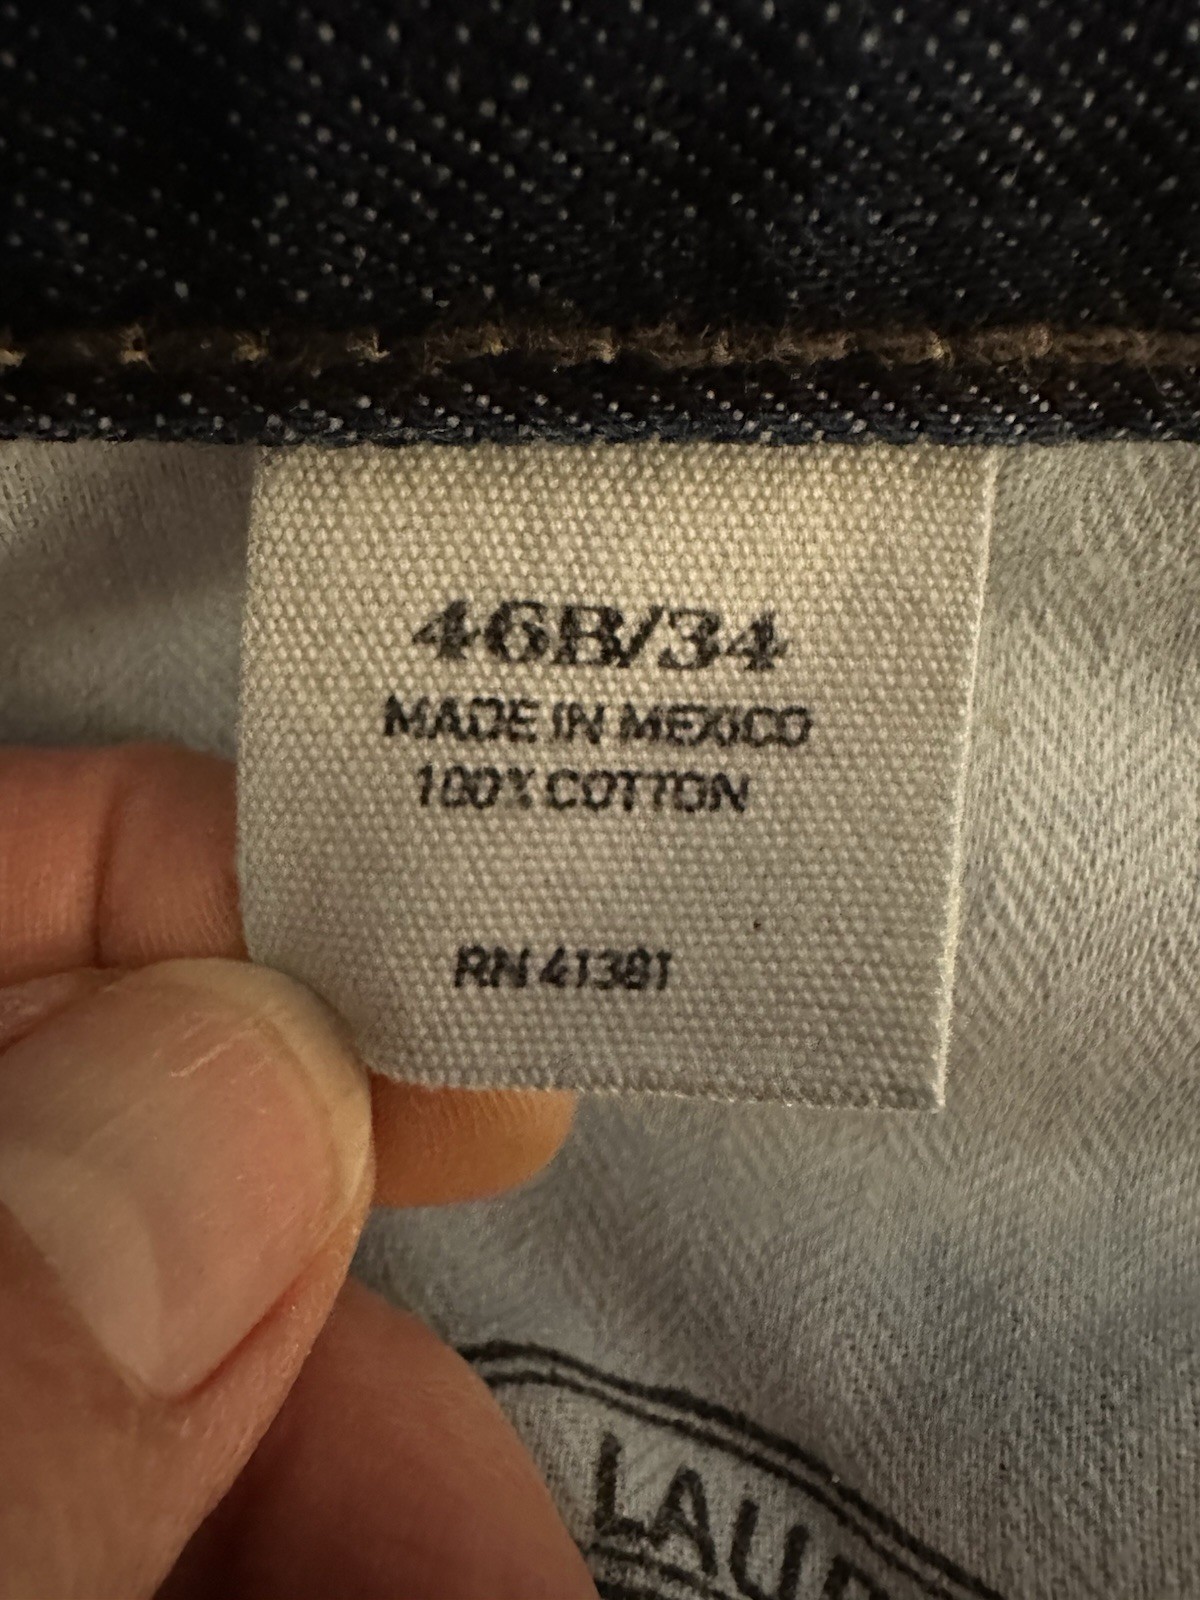 46B/34
MADE IN MEXICO
100% COTTON
RN 41381